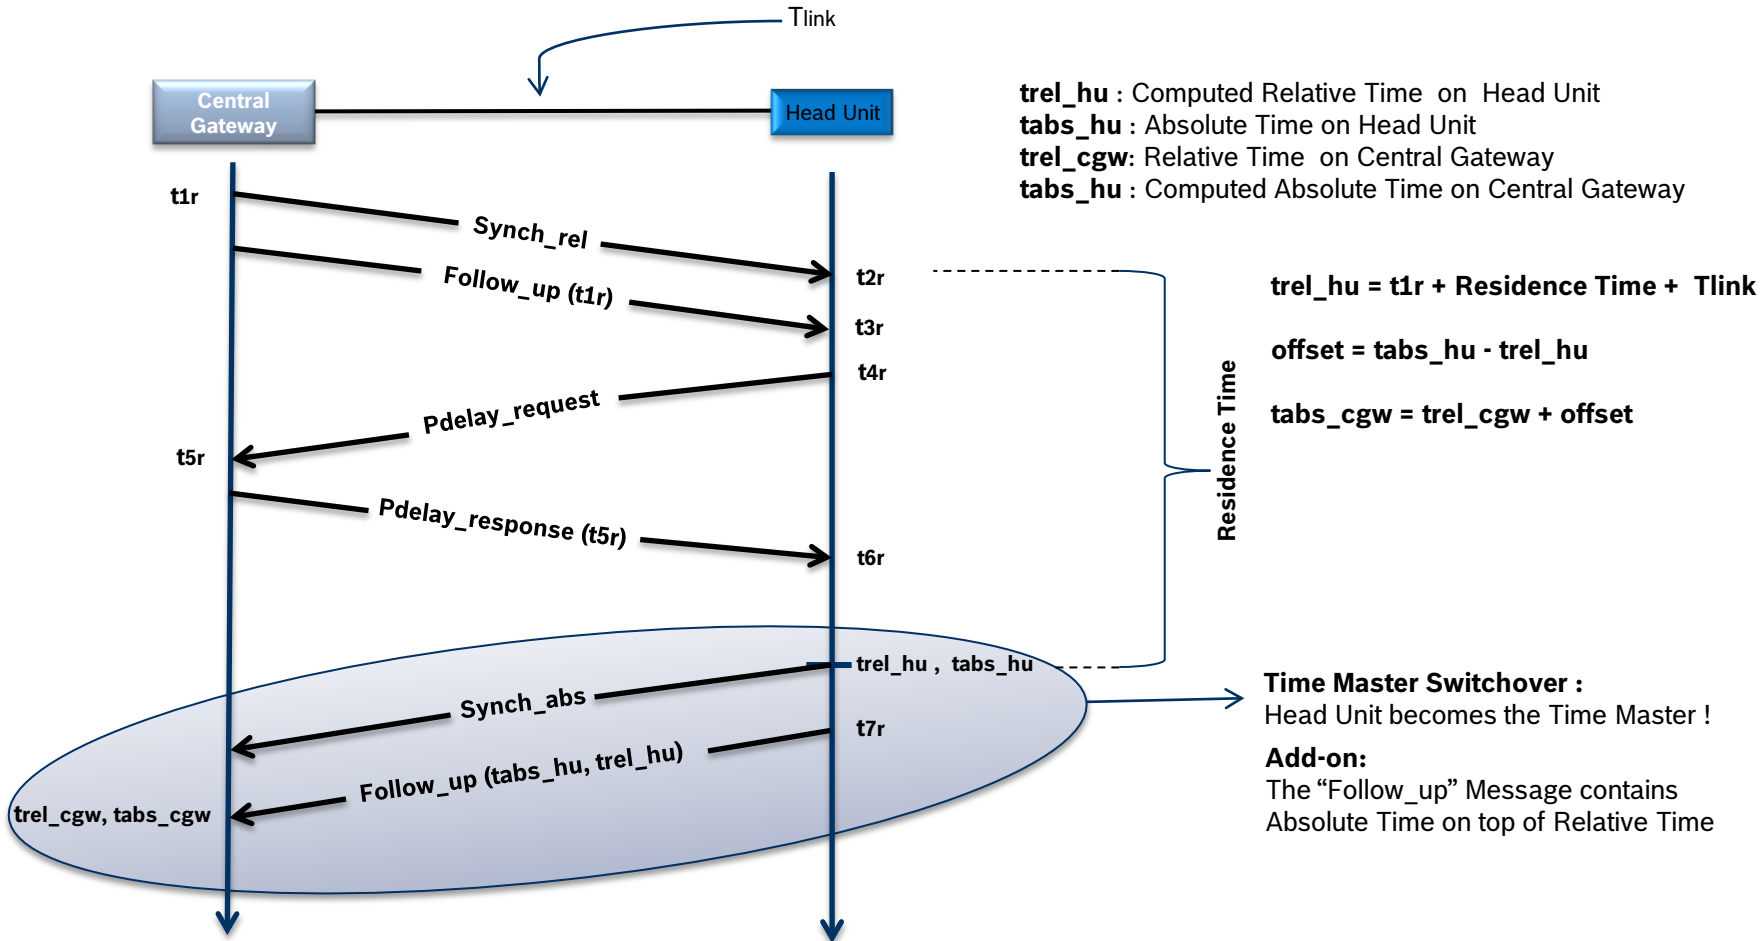 Tlink
Central
Gateway
Head Unit
trel_hu : Computed Relative Time on Head Unit
tabs_hu : Absolute Time on Head Unit
trel_cgw: Relative Time on Central Gateway
tabs_hu : Computed Absolute Time on Central Gateway
t1r
Synch_rel
t2r
Follow_up (t1r)
t3r
t4r
Pdelay_request
t5r
Pdelay_response (t5r)
t6r
Residence Time
trel_hu = t1r + Residence Time + Tlink
offset = tabs_hu - trel_hu
tabs_cgw = trel_cgw + offset
trel_hu , tabs_hu
Synch_abs
t7r
Follow_up (tabs_hu, trel_hu)
trel_cgw, tabs_cgw
Time Master Switchover :
Head Unit becomes the Time Master !
Add-on:
The “Follow_up” Message contains
Absolute Time on top of Relative Time